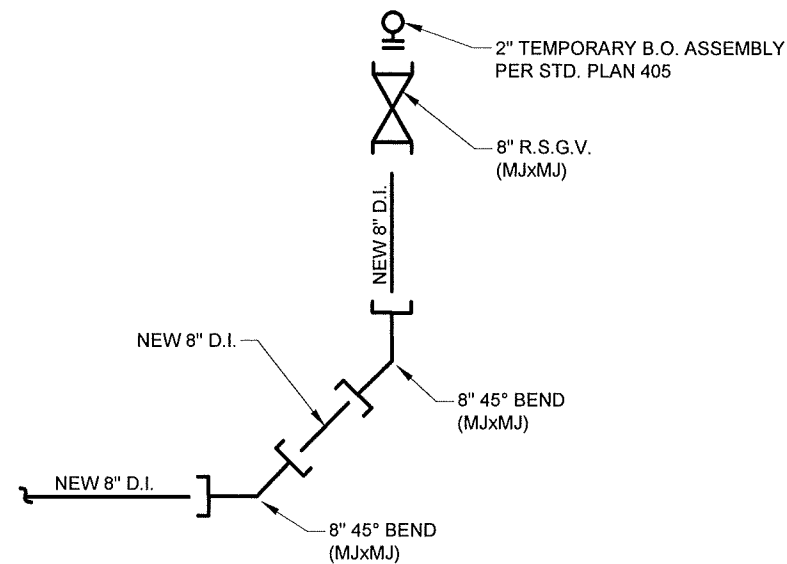 2" TEMPORARY B.O. ASSEMBLY
PER STD. PLAN 405
8" R.S.G.V.
(MJxMJ)
NEW 8" D.I.
NEW 8" D.I.
8" 45° BEND
(MJxMJ)
NEW 8" D.I.
8" 45° BEND
(MJxMJ)